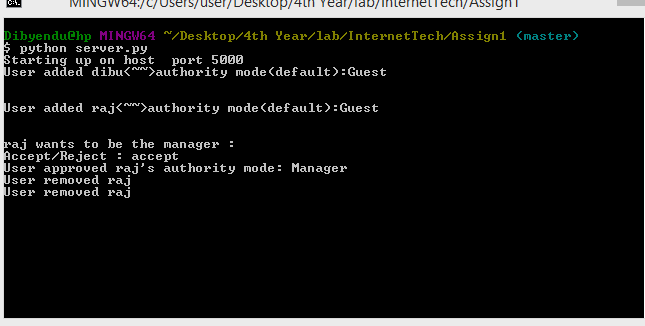 MINGW64:/c/Users/user/Desktop/4th Year/lab/InternetTech/Assign1
Dibyendu@hp MINGW64 ~/Desktop/4th Year/lab/InternetTech/Assign1 (master)
$ python server.py
Starting up on host  port 5000
User added dibu<~~>authority mode(default):Guest
User added raj<~~>authority mode(default):Guest
raj wants to be the manager :
Accept/Reject : accept
User approved raj's authority mode: Manager
User removed raj
User removed raj